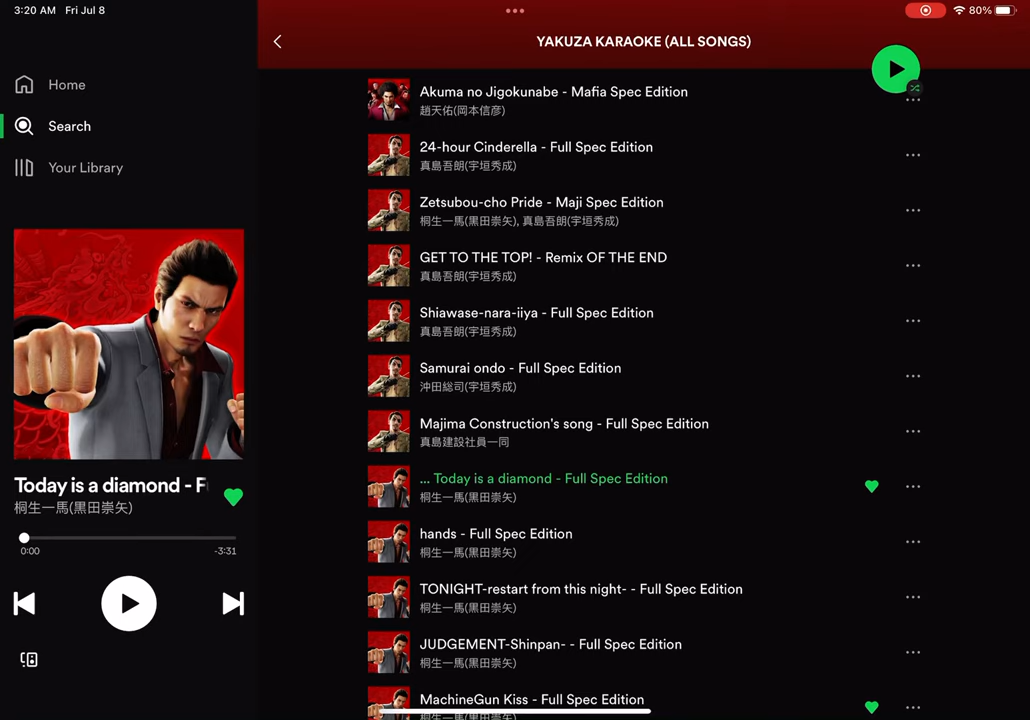 3:20 AM Fri Jul 8
80%
YAKUZA KARAOKE (ALL SONGS)
Home
Search
Your Library
Today is a diamond - F
桐生一馬(黒田崇矢)
0:00
-3:31
Akuma no Jigokunabe - Mafia Spec Edition
趙天佑(岡本信彦)
24-hour Cinderella - Full Spec Edition
真島吾朗(宇垣秀成)
Zetsubou-cho Pride - Maji Spec Edition
桐生一馬(黒田崇矢), 真島吾朗(宇垣秀成)
GET TO THE TOP! - Remix OF THE END
真島吾朗(宇垣秀成)
Shiawase-nara-iiya - Full Spec Edition
真島吾朗(宇垣秀成)
Samurai ondo - Full Spec Edition
沖田総司(宇垣秀成)
Majima Construction's song - Full Spec Edition
真島建設社員一同
... Today is a diamond - Full Spec Edition
桐生一馬(黒田崇矢)
hands - Full Spec Edition
桐生一馬(黒田崇矢)
TONIGHT-restart from this night- - Full Spec Edition
桐生一馬(黒田崇矢)
JUDGEMENT-Shinpan- - Full Spec Edition
桐生一馬(黒田崇矢)
MachineGun Kiss - Full Spec Edition